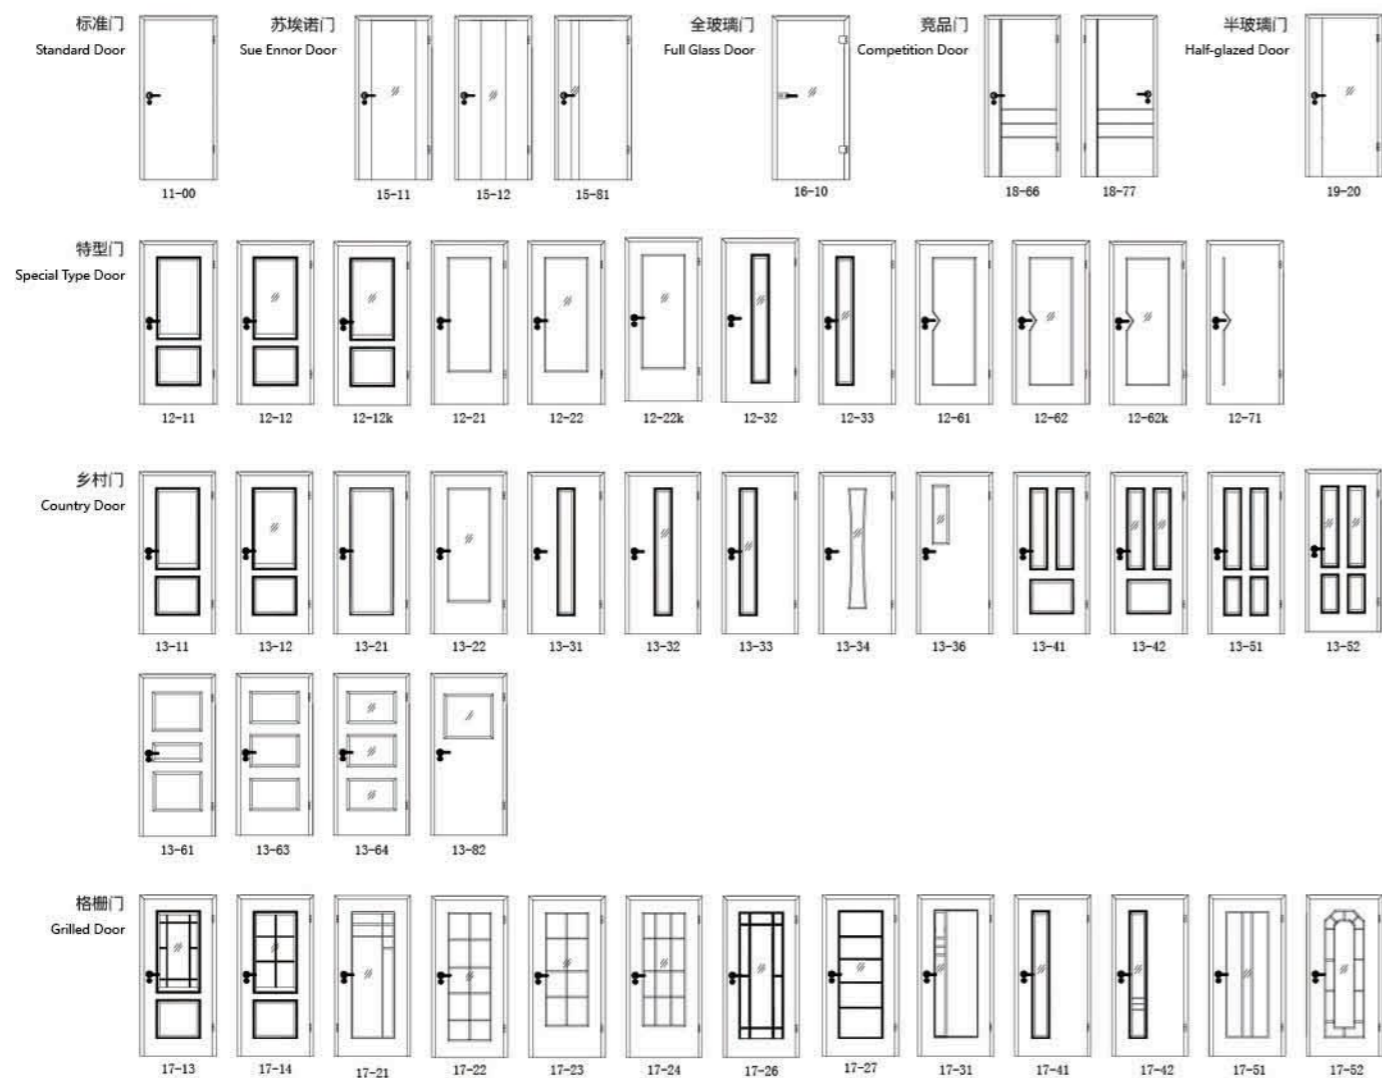 标准门
Standard Door
11-00
苏埃诺门
Sue Ennor Door
15-11
15-12
15-81
全玻璃门
Full Glass Door
16-10
竞品门
Competition Door
18-66
18-77
半玻璃门
Half-glazed Door
19-20
特型门
Special Type Door
12-11
12-12
12-12k
12-21
12-22
12-22k
12-32
12-33
12-61
12-62
12-62k
12-71
乡村门
Country Door
13-11
13-12
13-21
13-22
13-31
13-32
13-33
13-34
13-36
13-41
13-42
13-51
13-52
13-61
13-63
13-64
13-82
格栅门
Grilled Door
17-13
17-14
17-21
17-22
17-23
17-24
17-26
17-27
17-31
17-41
17-42
17-51
17-52